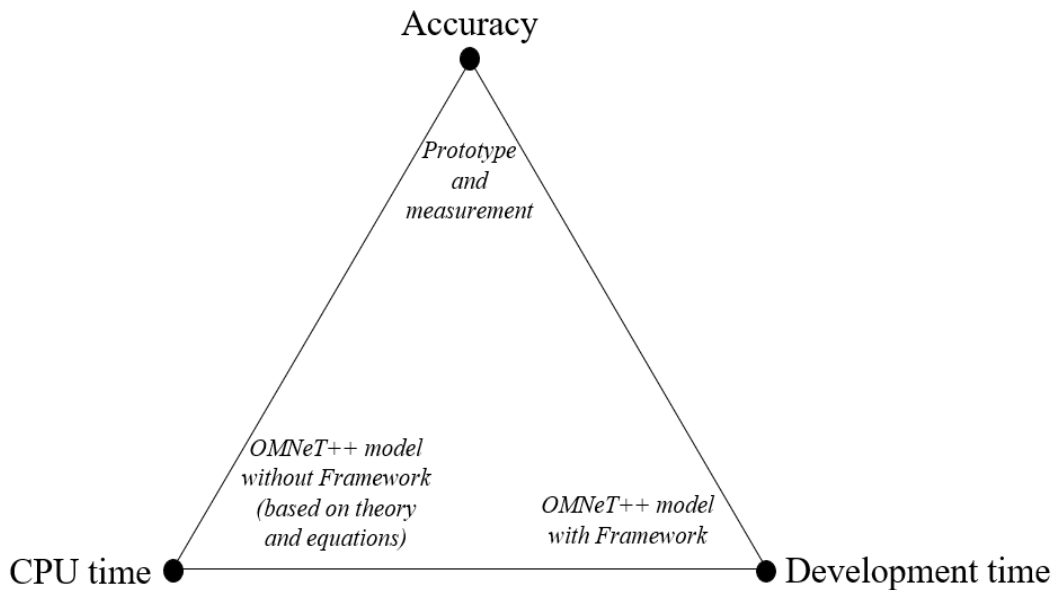 Accuracy
Prototype
and
measurement
OMNeT++ model
without Framework
(based on theory
and equations)
OMNeT++ model
with Framework
CPU time
Development time